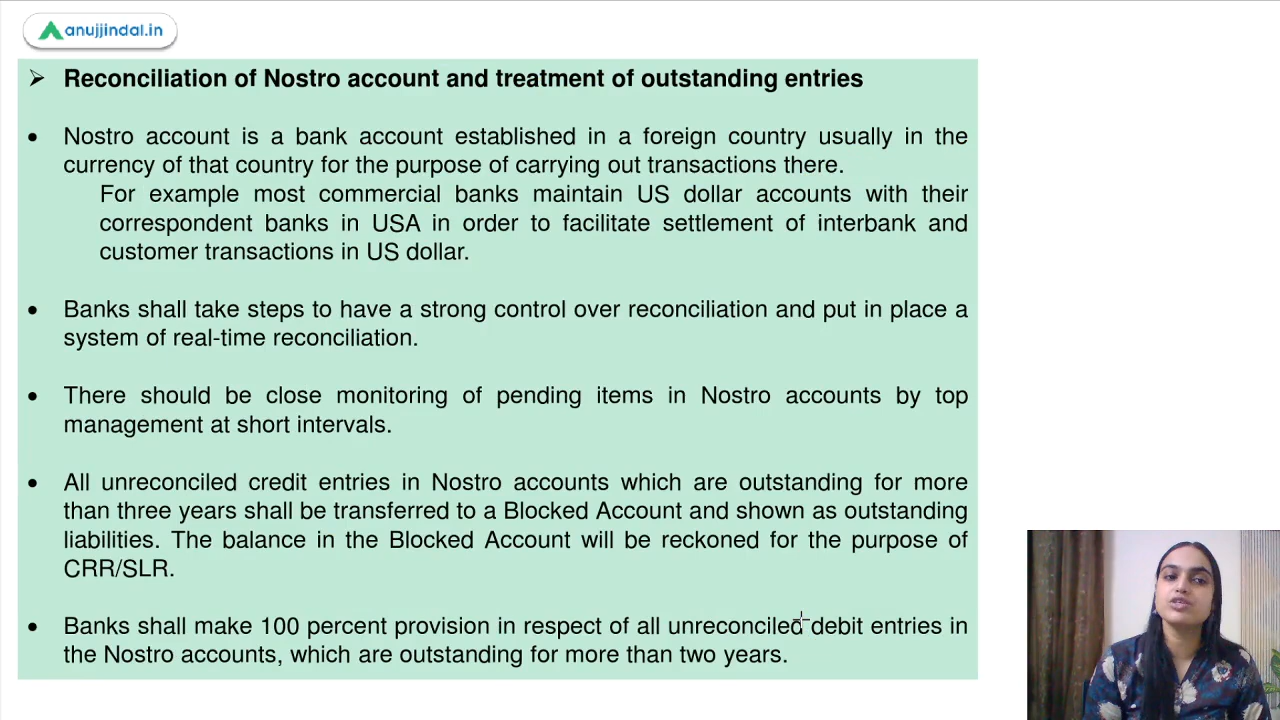 anujjindal.in
➢ Reconciliation of Nostro account and treatment of outstanding entries
• Nostro account is a bank account established in a foreign country usually in the
currency of that country for the purpose of carrying out transactions there.
For example most commercial banks maintain US dollar accounts with their
correspondent banks in USA in order to facilitate settlement of interbank and
customer transactions in US dollar.
• Banks shall take steps to have a strong control over reconciliation and put in place a
system of real-time reconciliation.
• There should be close monitoring of pending items in Nostro accounts by top
management at short intervals.
• All unreconciled credit entries in Nostro accounts which are outstanding for more
than three years shall be transferred to a Blocked Account and shown as outstanding
liabilities. The balance in the Blocked Account will be reckoned for the purpose of
CRR/SLR.
• Banks shall make 100 percent provision in respect of all unreconciled debit entries in
the Nostro accounts, which are outstanding for more than two years.